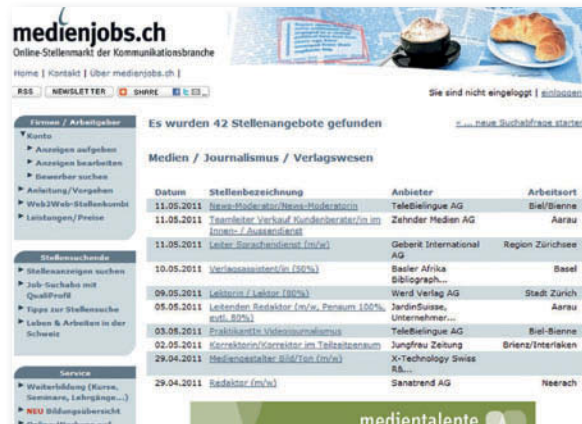 medienjobs.ch
Online-Stellenmarkt der Kommunikationsbranche
Home | Kontakt | Über medienjobs.ch |
RSS NEWSLETTER SHARE
Sie sind nicht eingeloggt | einloggen
Firmen / Arbeitgeber
Konto
Anzeigen aufgeben
Anzeigen bearbeiten
Bewerber suchen
Anleitung/Vorgehen
Web2Web-Stellenkombi
Leistungen/Preise
Stellensuchende
Stellenanzeigen suchen
Job-Suchabo mit
QualiProfil
Tipps zur Stellensuche
Leben & Arbeiten in der
Schweiz
Service
Weiterbildung (Kurse,
Seminare, Lehrgänge...)
NEU Bildungsübersicht
Es wurden 42 Stellenangebote gefunden
< ... neue Suchabfrage starten
Medien / Journalismus / Verlagswesen
Datum Stellenbezeichnung Anbieter Arbeitsort
11.05.2011 News-Moderator/News-Moderatorin TeleBielingue AG Biel/Bienne
11.05.2011 Teamleiter Verkauf Kundenberater/in im Zehnder Medien AG Aarau
Innen- / Aussendienst
11.05.2011 Leiter Sprachendienst (m/w) Geberit International Region Zürichsee
AG
10.05.2011 Verlagsassistent/in (50%) Basler Afrika Basel
Bibliograph...
09.05.2011 Lektorin / Lektor (80%) Werd Verlag AG Stadt Zürich
05.05.2011 Leitenden Redaktor (m/w, Pensum 100%, JardinSuisse, Aarau
evtl. 80%) Unternehmer...
03.05.2011 PraktikantIn Videojournalismus TeleBielingue AG Biel-Bienne
02.05.2011 Korrektorin/Korrektor im Teilzeitpensum Jungfrau Zeitung Brienz/Interlaken
29.04.2011 Mediengestalter Bild/Ton (m/w) X-Technology Swiss
29.04.2011 Redaktor (m/w) Sanatrend AG Neerach
medientalente